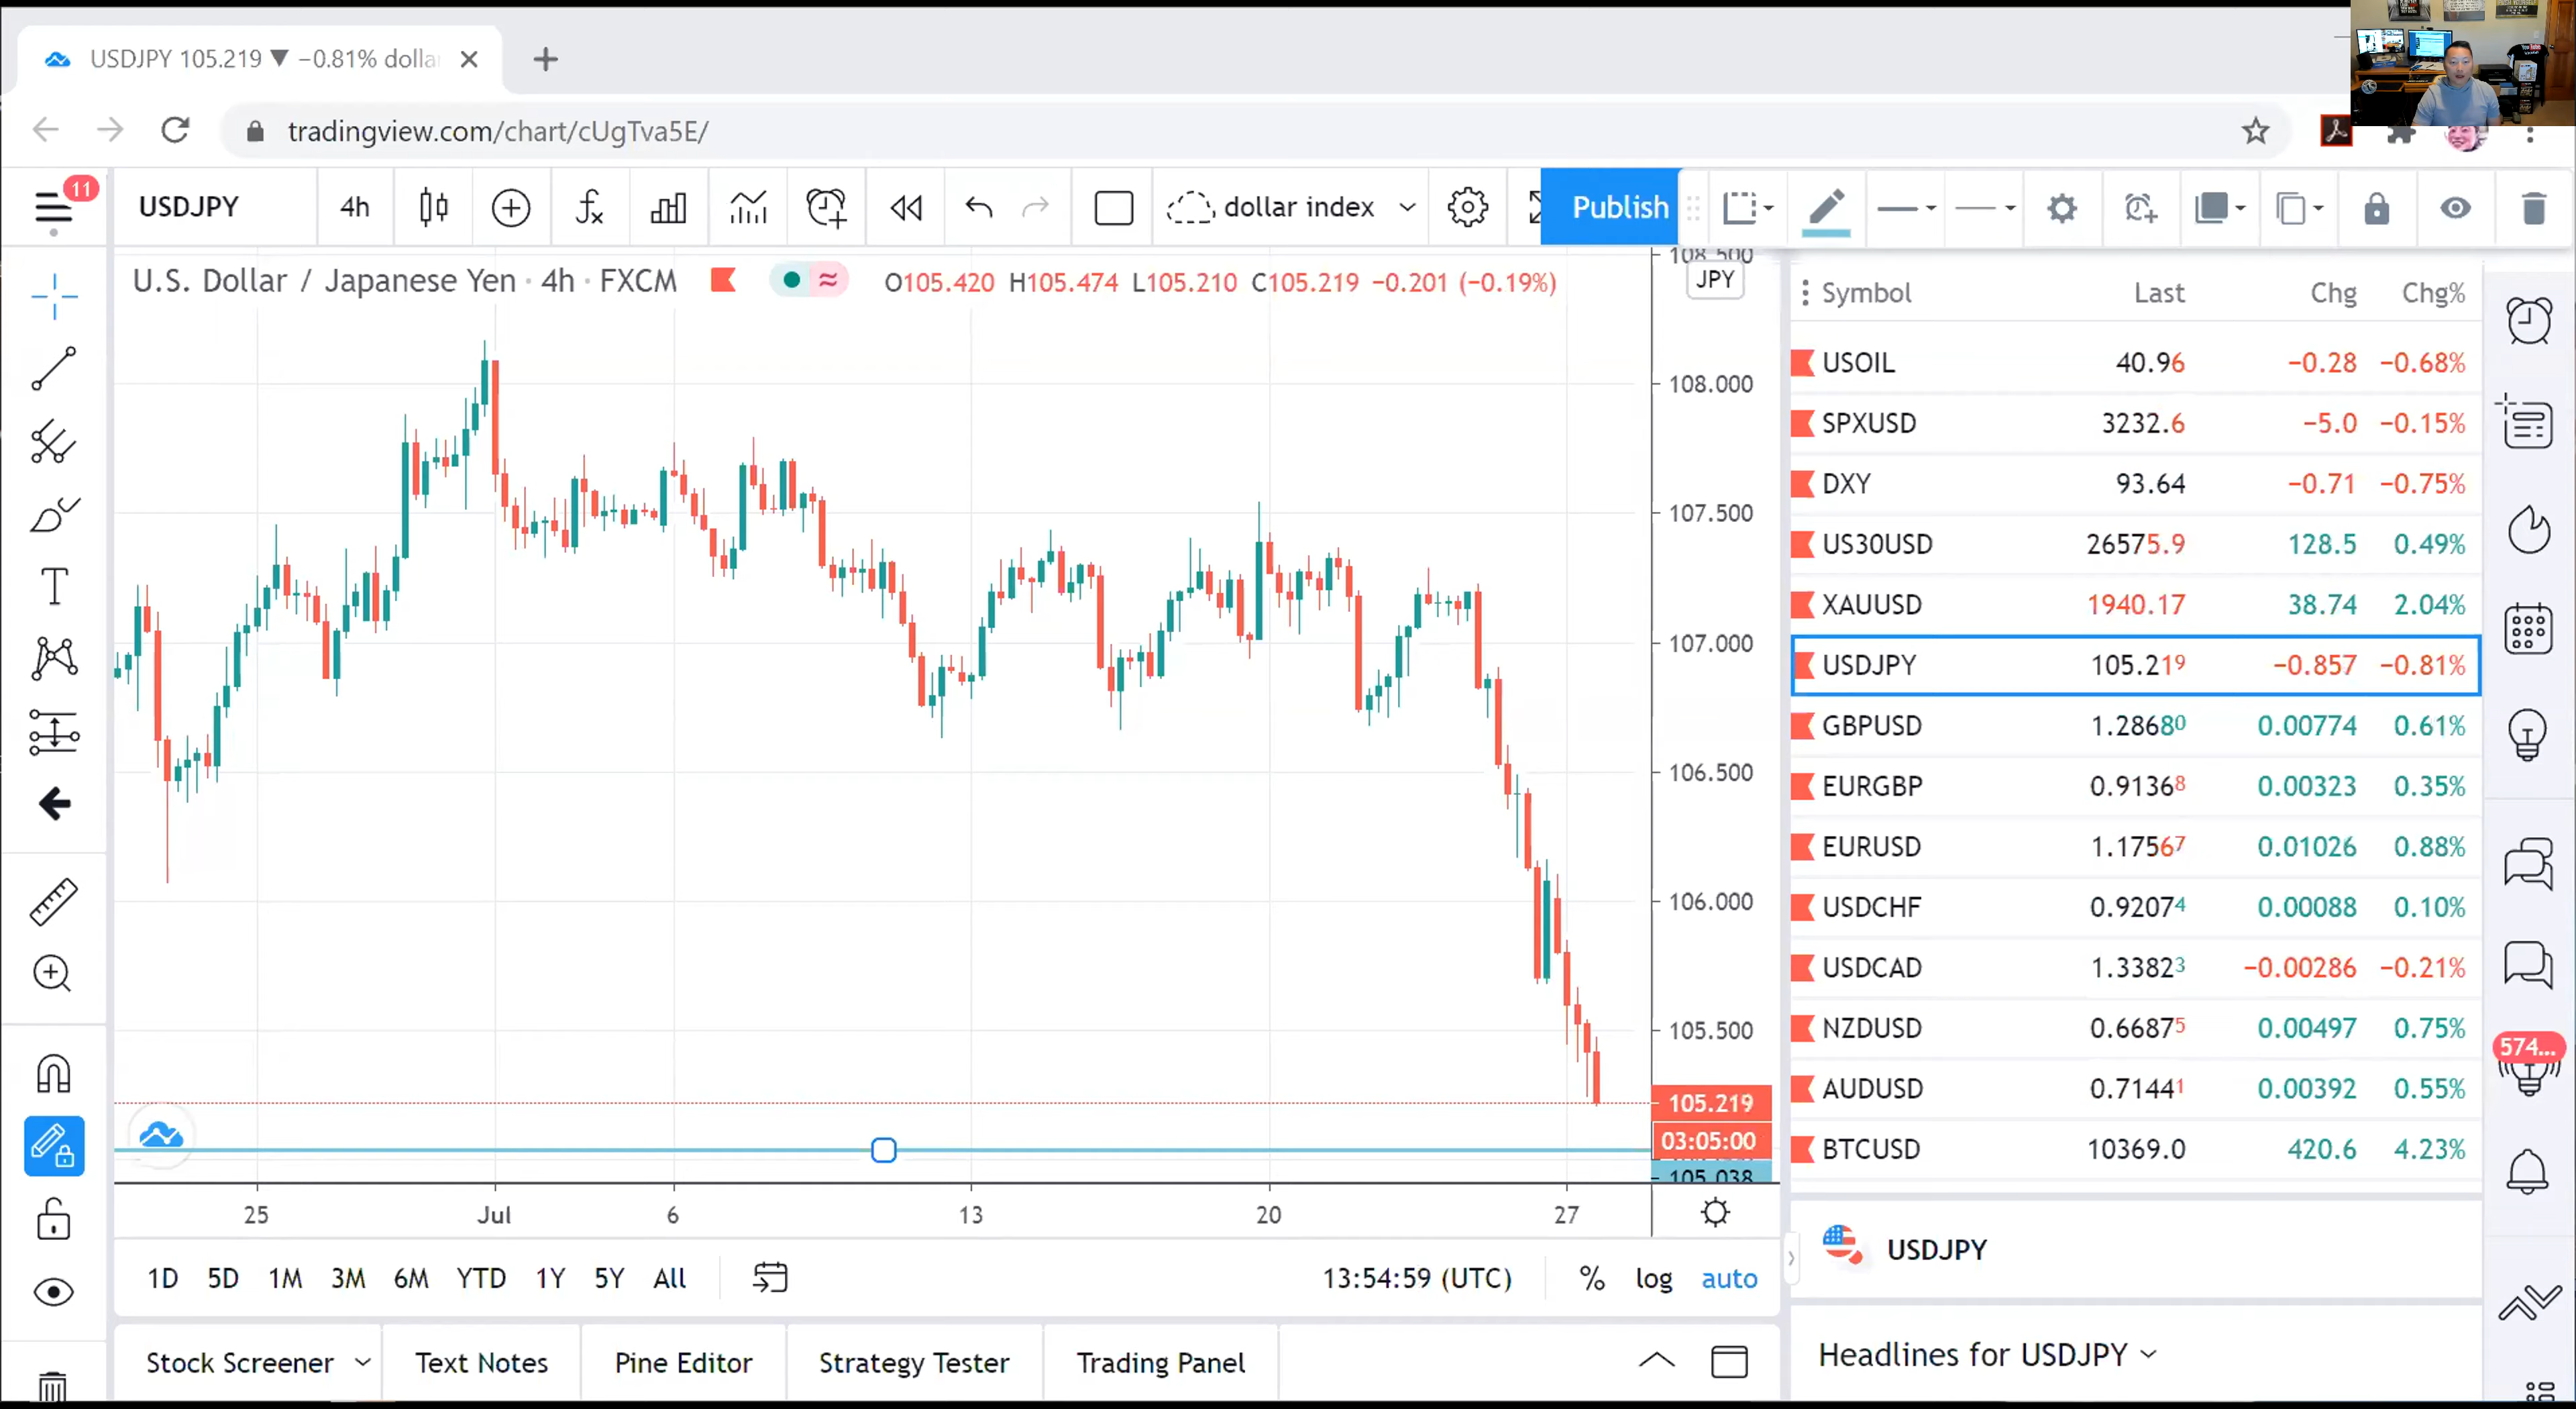 USDJPY 105.219 ▼ −0.81% dolla
tradingview.com/chart/cUgTva5E/
11
USDJPY 4h dollar index Publish
U.S. Dollar / Japanese Yen · 4h · FXCM O105.420 H105.474 L105.210 C105.219 −0.201 (−0.19%)
108.500
JPY
108.000
107.500
107.000
106.500
106.000
105.500
105.219
03:05:00
105.038
25 Jul 6 13 20 27
1D 5D 1M 3M 6M YTD 1Y 5Y All 13:54:59 (UTC) % log auto
Stock Screener Text Notes Pine Editor Strategy Tester Trading Panel
Symbol Last Chg Chg%
USOIL 40.96 −0.28 −0.68%
SPXUSD 3232.6 −5.0 −0.15%
DXY 93.64 −0.71 −0.75%
US30USD 26575.9 128.5 0.49%
XAUUSD 1940.17 38.74 2.04%
USDJPY 105.219 −0.857 −0.81%
GBPUSD 1.28680 0.00774 0.61%
EURGBP 0.91368 0.00323 0.35%
EURUSD 1.17567 0.01026 0.88%
USDCHF 0.92074 0.00088 0.10%
USDCAD 1.33823 −0.00286 −0.21%
NZDUSD 0.66875 0.00497 0.75%
AUDUSD 0.71441 0.00392 0.55%
BTCUSD 10369.0 420.6 4.23%
574...
USDJPY
Headlines for USDJPY